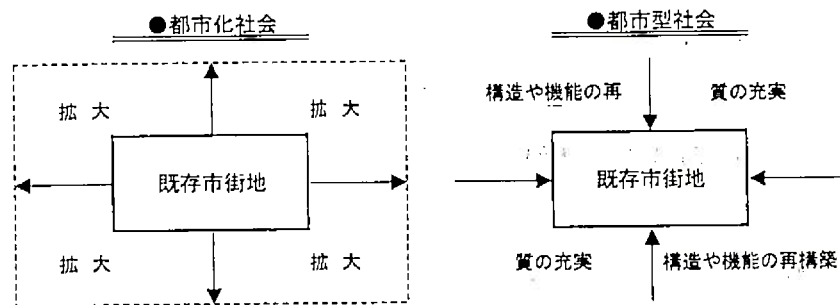 ●都市化社会
拡大
拡大
既存市街地
拡大
拡大
●都市型社会
構造や機能の再
質の充実
既存市街地
質の充実
構造や機能の再構築